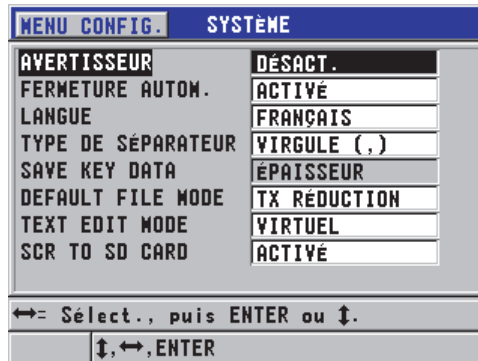 MENU CONFIG. SYSTÈME
AVERTISSEUR DÉSACT.
FERMETURE AUTOM. ACTIVÉ
LANGUE FRANÇAIS
TYPE DE SÉPARATEUR VIRGULE (,)
SAVE KEY DATA ÉPAISSEUR
DEFAULT FILE MODE TX RÉDUCTION
TEXT EDIT MODE VIRTUEL
SCR TO SD CARD ACTIVÉ
↔= Sélect., puis ENTER ou ↕.
↕,↔,ENTER